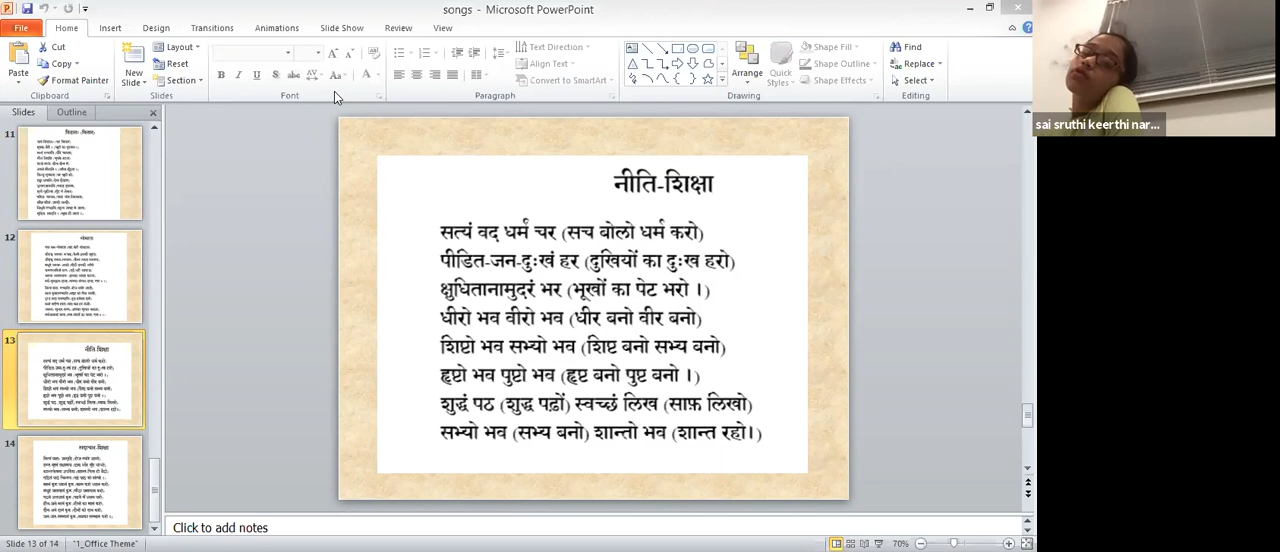 songs - Microsoft PowerPoint
File Home Insert Design Transitions Animations Slide Show Review View
Cut
Copy
Format Painter
Paste
Clipboard
New Slide
Layout
Reset
Section
Slides
Font
Paragraph
Text Direction
Align Text
Convert to SmartArt
Arrange
Quick Styles
Shape Fill
Shape Outline
Shape Effects
Drawing
Find
Replace
Select
Editing
sai sruthi keerthi nar...
Slides Outline
11
12
13
नीति-शिक्षा
14
नीति-शिक्षा
सत्यं वद धर्मं चर (सच बोलो धर्म करो)
पीडित-जन-दुःखं हर (दुखियों का दुःख हरो)
क्षुधितानामुदरं भर (भूखों का पेट भरो ।)
धीरो भव वीरो भव (धीर बनो वीर बनो)
शिष्टो भव सभ्यो भव (शिष्ट बनो सभ्य बनो)
हृष्टो भव पुष्टो भव (हृष्ट बनो पुष्ट बनो ।)
शुद्धं पठ (शुद्ध पढ़ों) स्वच्छं लिख (साफ़ लिखो)
सभ्यो भव (सभ्य बनो) शान्तो भव (शान्त रहो।)
Click to add notes
Slide 13 of 14 "1_Office Theme" 70%